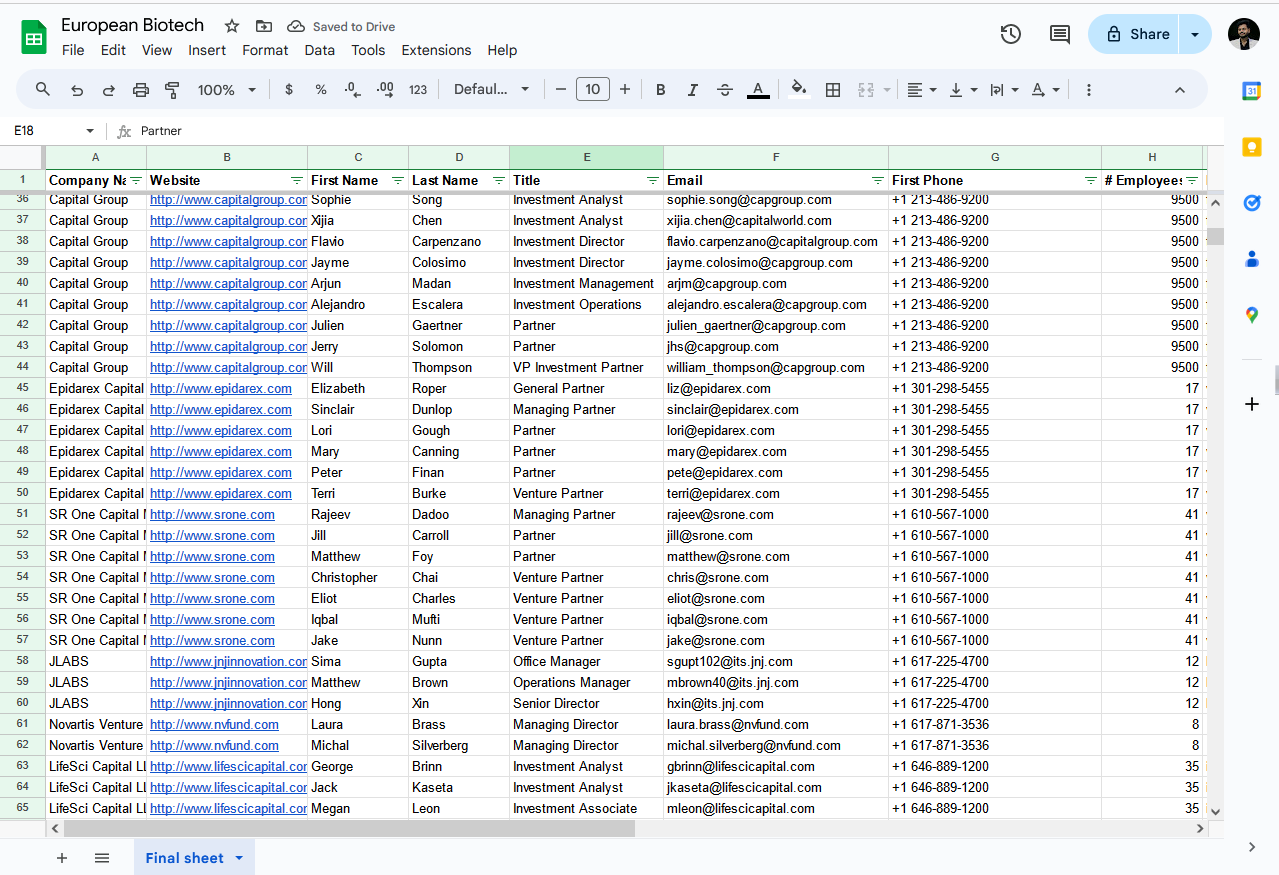 European Biotech Saved to Drive
File Edit View Insert Format Data Tools Extensions Help
Share
100% $ % .0 .00 123 Defaul... 10 B I A A
31
E18 fx Partner
A B C D E F G H
1 Company Na Website First Name Last Name Title Email First Phone # Employees
36 Capital Group http://www.capitalgroup.cor Sophie Song Investment Analyst sophie.song@capgroup.com +1 213-486-9200 9500
37 Capital Group http://www.capitalgroup.cor Xijia Chen Investment Analyst xijia.chen@capitalworld.com +1 213-486-9200 9500
38 Capital Group http://www.capitalgroup.cor Flavio Carpenzano Investment Director flavio.carpenzano@capitalgroup.com +1 213-486-9200 9500
39 Capital Group http://www.capitalgroup.cor Jayme Colosimo Investment Director jayme.colosimo@capgroup.com +1 213-486-9200 9500
40 Capital Group http://www.capitalgroup.cor Arjun Madan Investment Management arjm@capgroup.com +1 213-486-9200 9500
41 Capital Group http://www.capitalgroup.cor Alejandro Escalera Investment Operations alejandro.escalera@capgroup.com +1 213-486-9200 9500
42 Capital Group http://www.capitalgroup.cor Julien Gaertner Partner julien_gaertner@capgroup.com +1 213-486-9200 9500
43 Capital Group http://www.capitalgroup.cor Jerry Solomon Partner jhs@capgroup.com +1 213-486-9200 9500
44 Capital Group http://www.capitalgroup.cor Will Thompson VP Investment Partner william_thompson@capgroup.com +1 213-486-9200 9500
45 Epidarex Capital http://www.epidarex.com Elizabeth Roper General Partner liz@epidarex.com +1 301-298-5455 17
46 Epidarex Capital http://www.epidarex.com Sinclair Dunlop Managing Partner sinclair@epidarex.com +1 301-298-5455 17
47 Epidarex Capital http://www.epidarex.com Lori Gough Partner lori@epidarex.com +1 301-298-5455 17
48 Epidarex Capital http://www.epidarex.com Mary Canning Partner mary@epidarex.com +1 301-298-5455 17
49 Epidarex Capital http://www.epidarex.com Peter Finan Partner pete@epidarex.com +1 301-298-5455 17
50 Epidarex Capital http://www.epidarex.com Terri Burke Venture Partner terri@epidarex.com +1 301-298-5455 17
51 SR One Capital http://www.srone.com Rajeev Dadoo Managing Partner rajeev@srone.com +1 610-567-1000 41
52 SR One Capital http://www.srone.com Jill Carroll Partner jill@srone.com +1 610-567-1000 41
53 SR One Capital http://www.srone.com Matthew Foy Partner matthew@srone.com +1 610-567-1000 41
54 SR One Capital http://www.srone.com Christopher Chai Venture Partner chris@srone.com +1 610-567-1000 41
55 SR One Capital http://www.srone.com Eliot Charles Venture Partner eliot@srone.com +1 610-567-1000 41
56 SR One Capital http://www.srone.com Iqbal Mufti Venture Partner iqbal@srone.com +1 610-567-1000 41
57 SR One Capital http://www.srone.com Jake Nunn Venture Partner jake@srone.com +1 610-567-1000 41
58 JLABS http://www.jnjinnovation.cor Sima Gupta Office Manager sgupt102@its.jnj.com +1 617-225-4700 12
59 JLABS http://www.jnjinnovation.cor Matthew Brown Operations Manager mbrown40@its.jnj.com +1 617-225-4700 12
60 JLABS http://www.jnjinnovation.cor Hong Xin Senior Director hxin@its.jnj.com +1 617-225-4700 12
61 Novartis Venture http://www.nvfund.com Laura Brass Managing Director laura.brass@nvfund.com +1 617-871-3536 8
62 Novartis Venture http://www.nvfund.com Michal Silverberg Managing Director michal.silverberg@nvfund.com +1 617-871-3536 8
63 LifeSci Capital Ll http://www.lifescicapital.cor George Brinn Investment Analyst gbrinn@lifescicapital.com +1 646-889-1200 35
64 LifeSci Capital Ll http://www.lifescicapital.cor Jack Kaseta Investment Analyst jkaseta@lifescicapital.com +1 646-889-1200 35
65 LifeSci Capital Ll http://www.lifescicapital.cor Megan Leon Investment Associate mleon@lifescicapital.com +1 646-889-1200 35
Final sheet